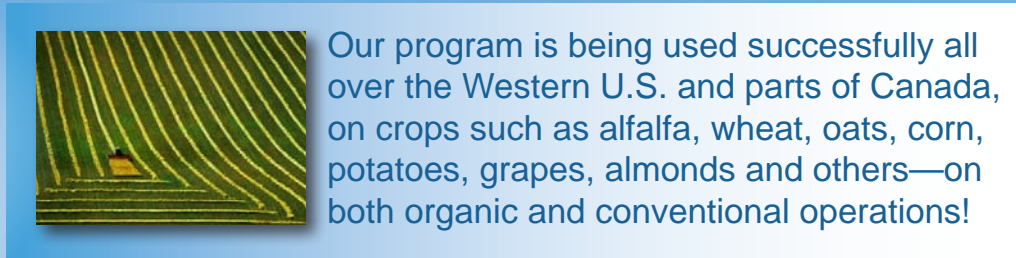 Our program is being used successfully all
over the Western U.S. and parts of Canada,
on crops such as alfalfa, wheat, oats, corn,
potatoes, grapes, almonds and others—on
both organic and conventional operations!